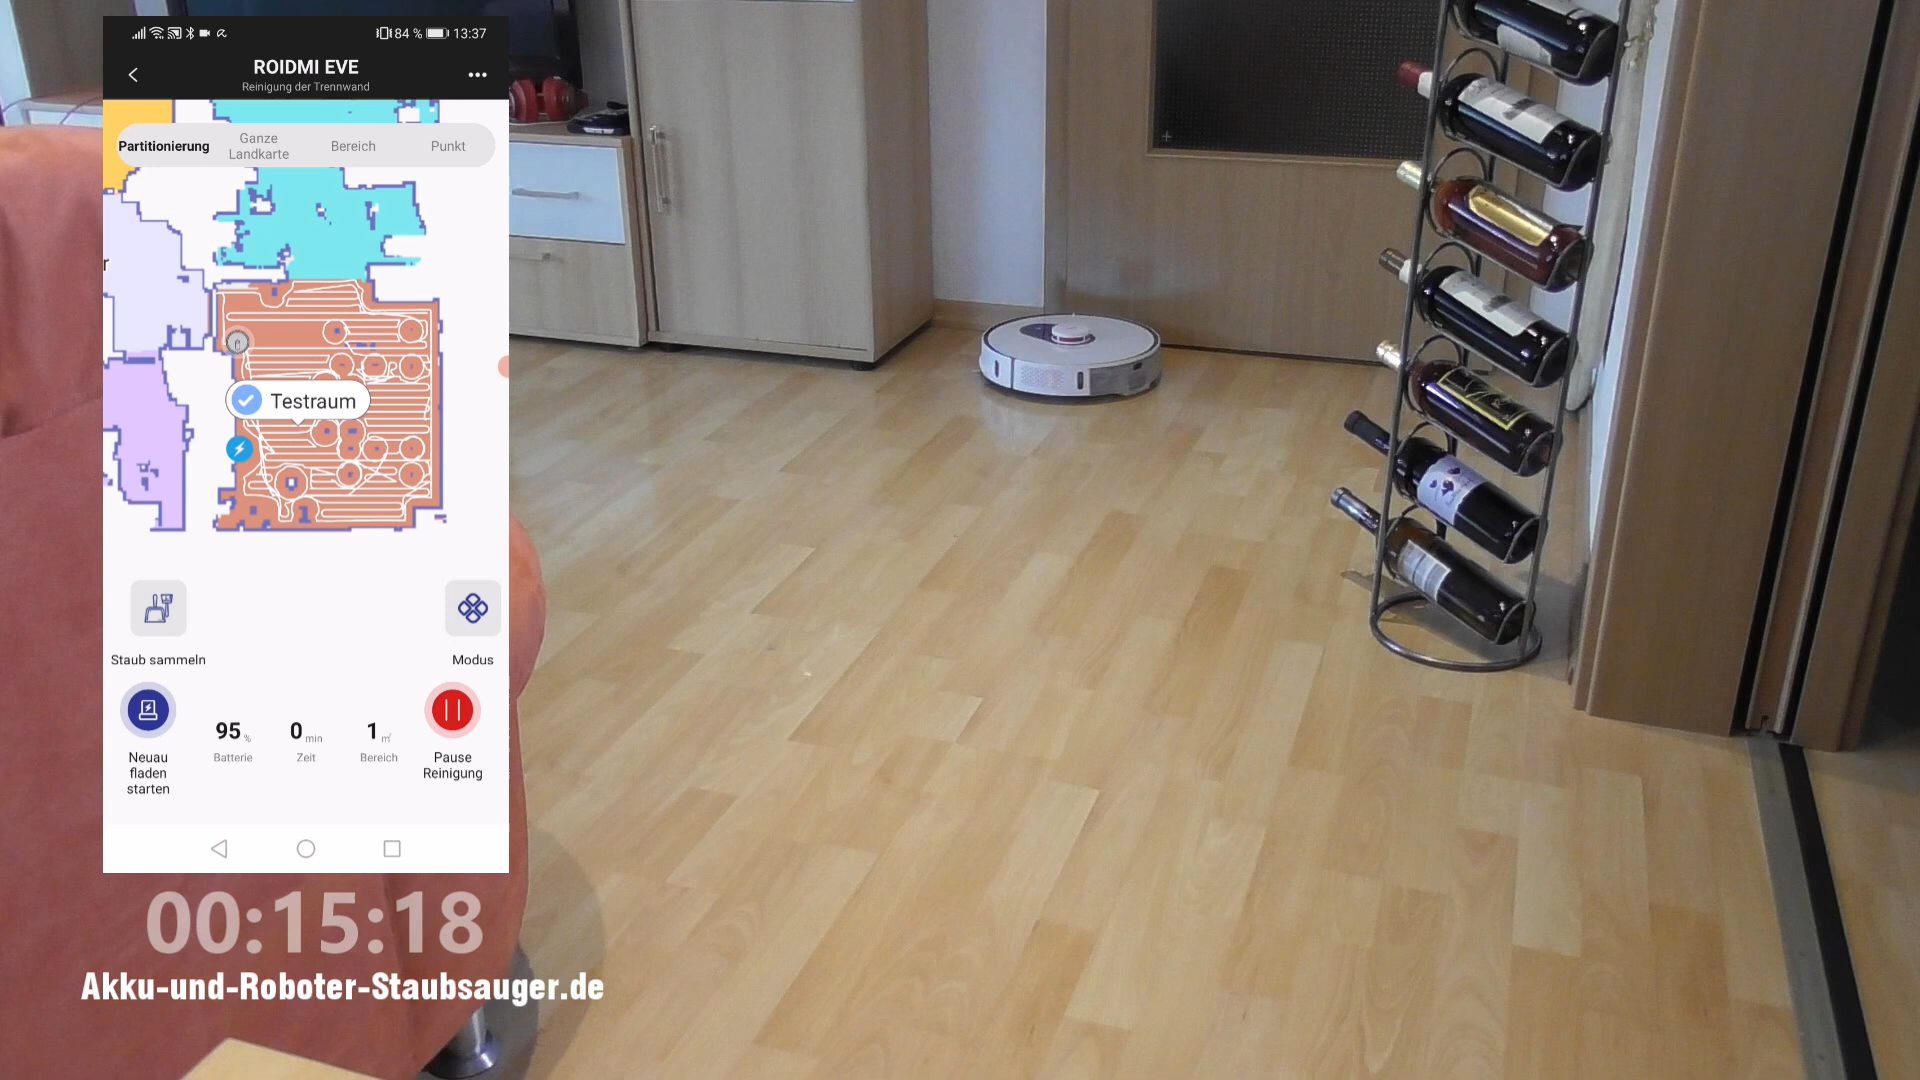 84 % 13:37
ROIDMI EVE
Reinigung der Trennwand
Partitionierung
Ganze
Landkarte
Bereich
Punkt
r
Testraum
Staub sammeln
Modus
95 %
Batterie
0 min
Zeit
1 ㎡
Bereich
Neuau
fladen
starten
Pause
Reinigung
00:15:18
Akku-und-Roboter-Staubsauger.de